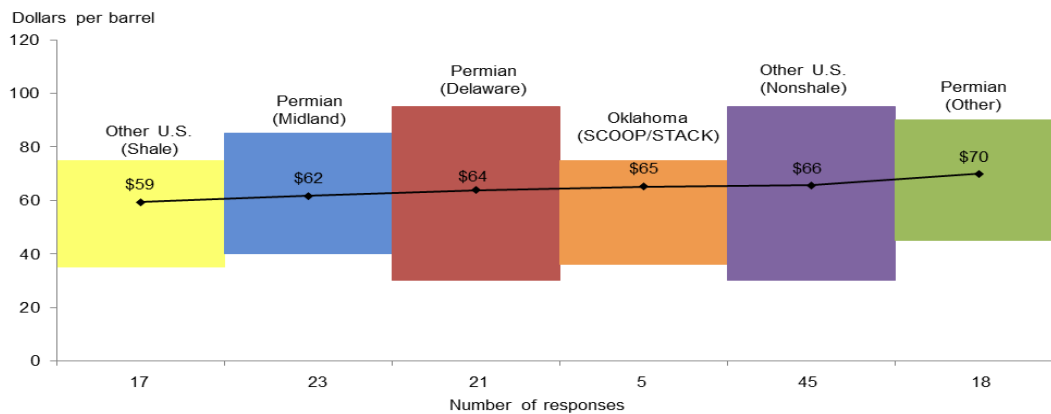 Dollars per barrel
120
100
80
60
40
20
0
Other U.S.
(Shale)
Permian
(Midland)
Permian
(Delaware)
Oklahoma
(SCOOP/STACK)
Other U.S.
(Nonshale)
Permian
(Other)
$59
$62
$64
$65
$66
$70
17
23
21
5
45
18
Number of responses